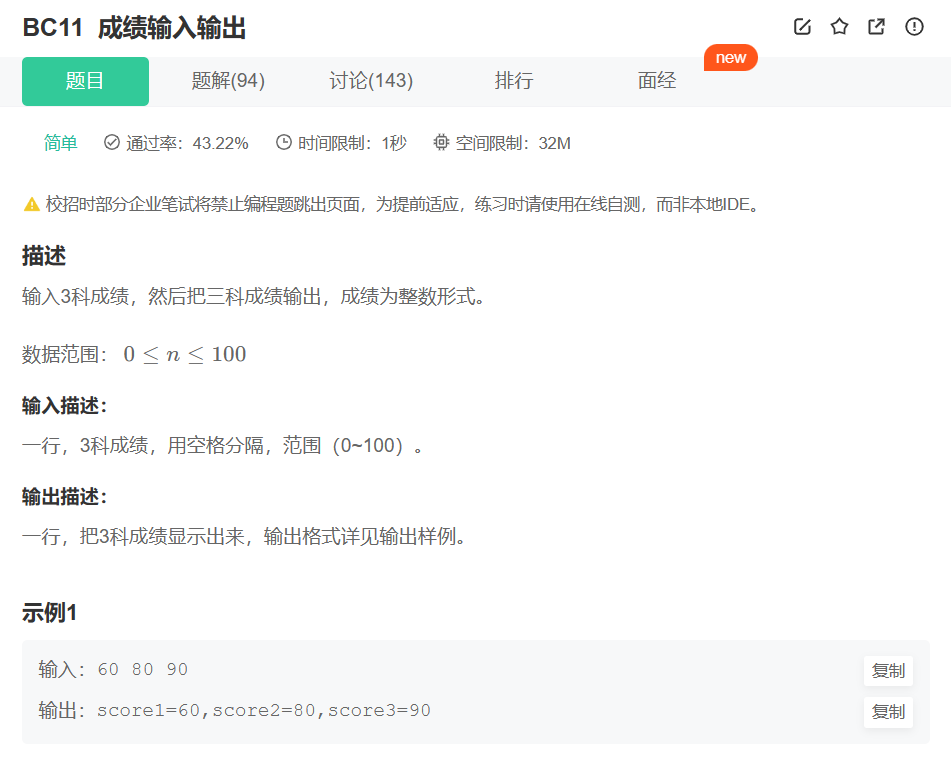 BC11 成绩输入输出
题目 题解(94) 讨论(143) 排行 面经 new
简单 通过率：43.22% 时间限制：1秒 空间限制：32M
校招时部分企业笔试将禁止编程题跳出页面，为提前适应，练习时请使用在线自测，而非本地IDE。
描述
输入3科成绩，然后把三科成绩输出，成绩为整数形式。
数据范围： 0 ≤ n ≤ 100
输入描述：
一行，3科成绩，用空格分隔，范围（0~100）。
输出描述：
一行，把3科成绩显示出来，输出格式详见输出样例。
示例1
输入：60 80 90 复制
输出：score1=60,score2=80,score3=90 复制